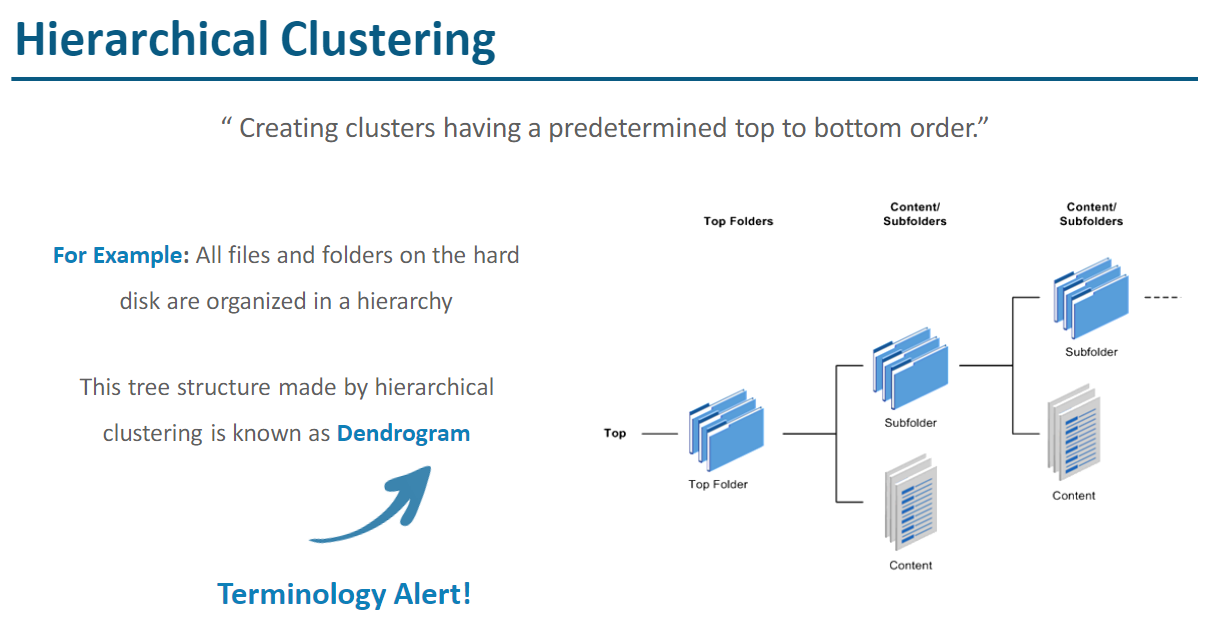 Hierarchical Clustering
“ Creating clusters having a predetermined top to bottom order.”
For Example: All files and folders on the hard
disk are organized in a hierarchy
This tree structure made by hierarchical
clustering is known as Dendrogram
Terminology Alert!
Top Folders
Content/
Subfolders
Content/
Subfolders
Top
Top Folder
Subfolder
Content
Subfolder
Content